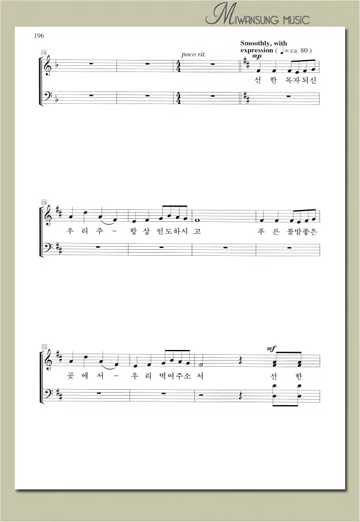 MIWANSUNG MUSIC
196
poco rit.
Smoothly, with
expression ( ♩= ca. 80 )
mp
선 한 목자되신
우 리 주 - 항 상 인도하시 고 푸 른 풀밭좋은
mf
곳 에 서 - 우 리 먹여주소 서 선 한